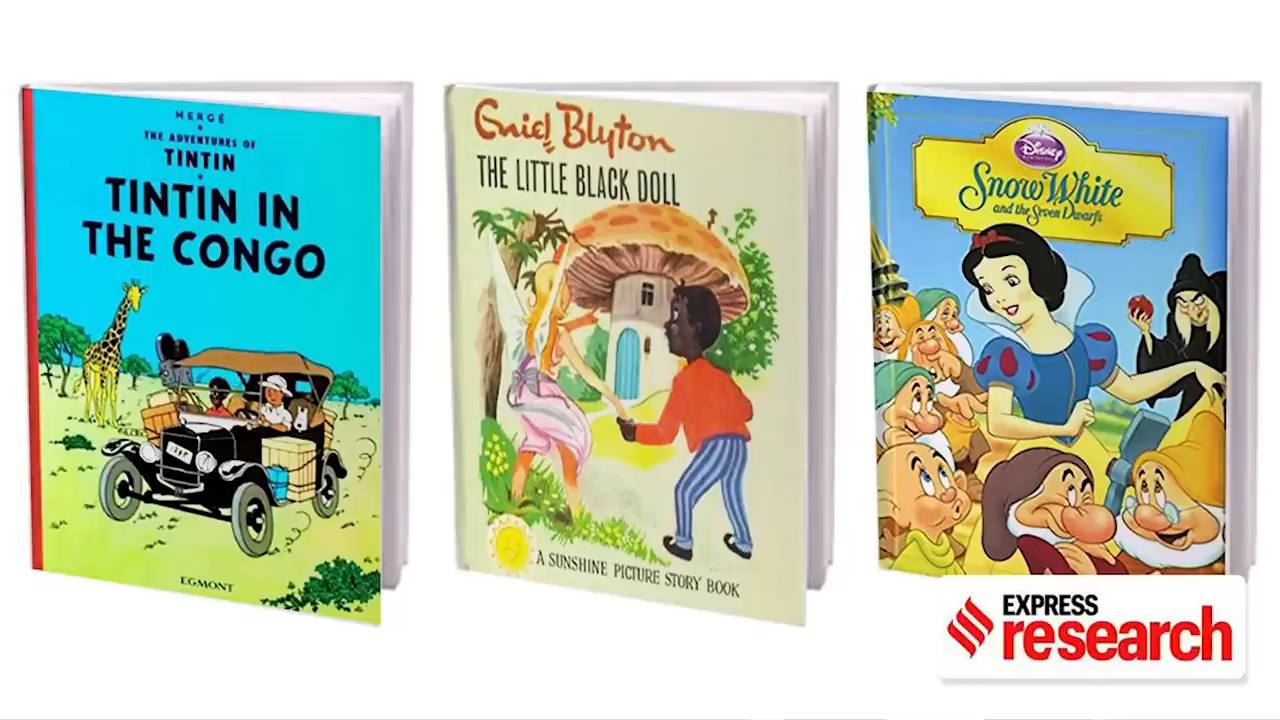 HERGÉ
THE ADVENTURES OF
TINTIN
TINTIN IN
THE CONGO
EGMONT
Enid Blyton
THE LITTLE BLACK DOLL
A SUNSHINE PICTURE STORY BOOK
Disney
Snow White
and the Seven Dwarfs
EXPRESS
research